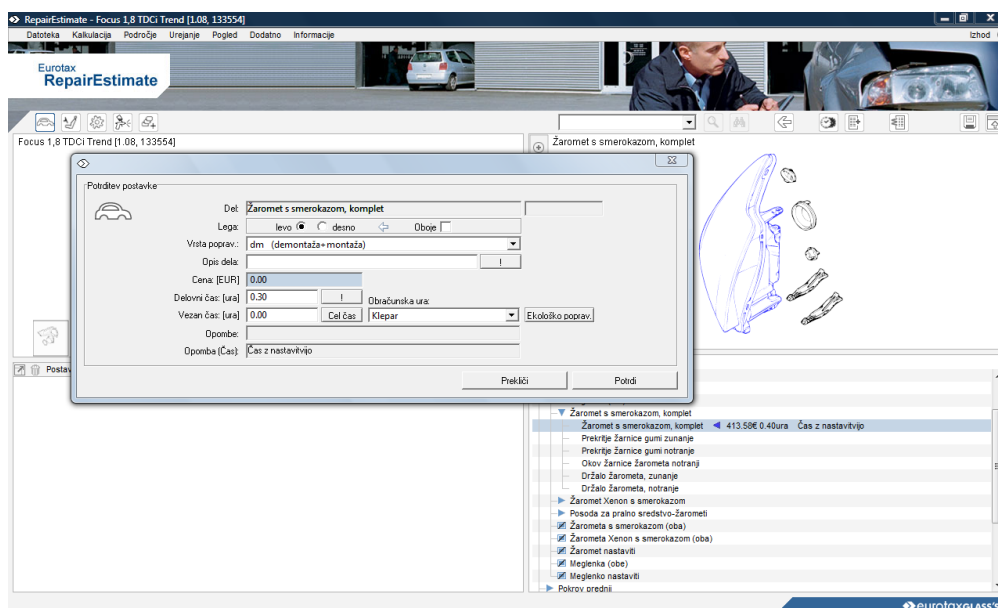 RepairEstimate - Focus 1,8 TDCi Trend [1.08, 133554]
Datoteka Kalkulacija Področje Urejanje Pogled Dodatno Informacije Izhod
Eurotax
RepairEstimate
Focus 1,8 TDCi Trend [1.08, 133554]
Žaromet s smerokazom, komplet
Potrditev postavke
Del: Žaromet s smerokazom, komplet
Lega: levo desno Oboje
Vrsta poprav.: dm (demontaža+montaža)
Opis dela: !
Cena: [EUR] 0.00
Delovni čas: [ura] 0.30 ! Obračunska ura:
Vezan čas: [ura] 0.00 Cel čas Klepar Ekološko poprav.
Opombe:
Opomba (Čas): Čas z nastavitvijo
Prekliči Potrdi
Postav
Žaromet s smerokazom, komplet
Žaromet s smerokazom, komplet 413.58€ 0.40ura Čas z nastavitvijo
Prekritje žarnice gumi zunanje
Prekritje žarnice gumi notranje
Okov žarnice žarometa notranji
Držalo žarometa, zunanje
Držalo žarometa, notranje
Žaromet Xenon s smerokazom
Posoda za pralno sredstvo-žarometi
Žarometa s smerokazom (oba)
Žarometa Xenon s smerokazom (oba)
Žaromet nastaviti
Meglenka (obe)
Meglenko nastaviti
Pokrov prednji
eurotaxGLASS'S